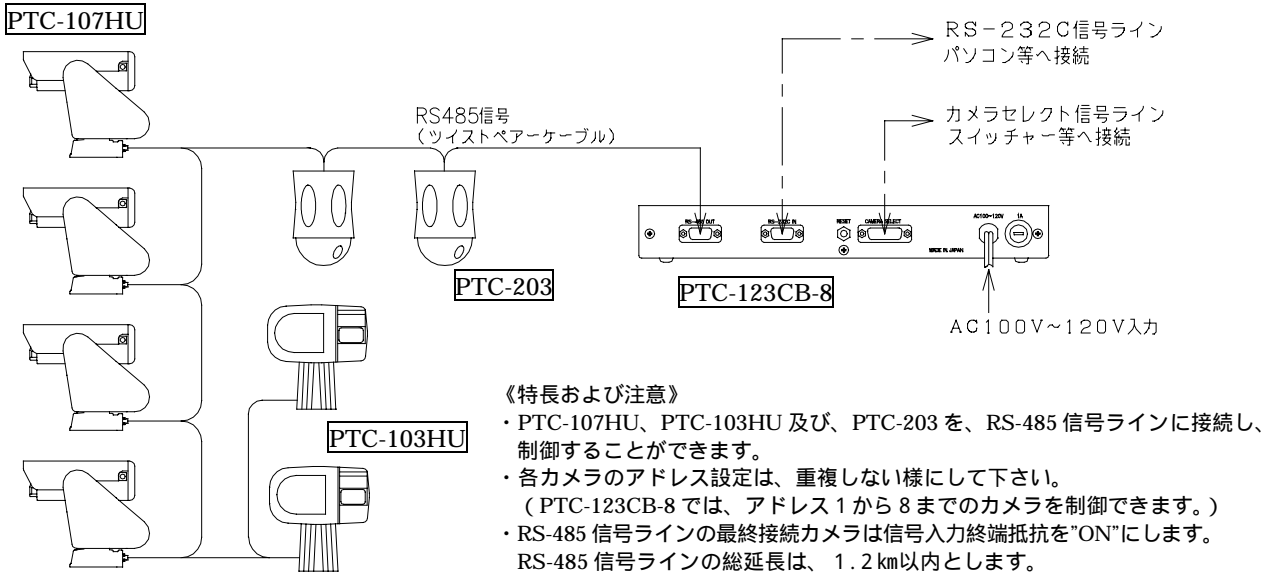 PTC-107HU
RS-232C信号ライン
パソコン等へ接続
カメラセレクト信号ライン
スイッチャー等へ接続
RS485信号
(ツイストペアーケーブル)
RS-485 OUT
RS-232C IN
RESET
CAMERA SELECT
AC100~120V
1A
MADE IN JAPAN
PTC-203
PTC-123CB-8
AC100V~120V入力
PTC-103HU
《特長および注意》
・PTC-107HU、PTC-103HU 及び、PTC-203 を、RS-485 信号ラインに接続し、
制御することができます。
・各カメラのアドレス設定は、重複しない様にして下さい。
(PTC-123CB-8 では、アドレス1から8までのカメラを制御できます。)
・RS-485 信号ラインの最終接続カメラは信号入力終端抵抗を”ON”にします。
RS-485 信号ラインの総延長は、1.2㎞以内とします。